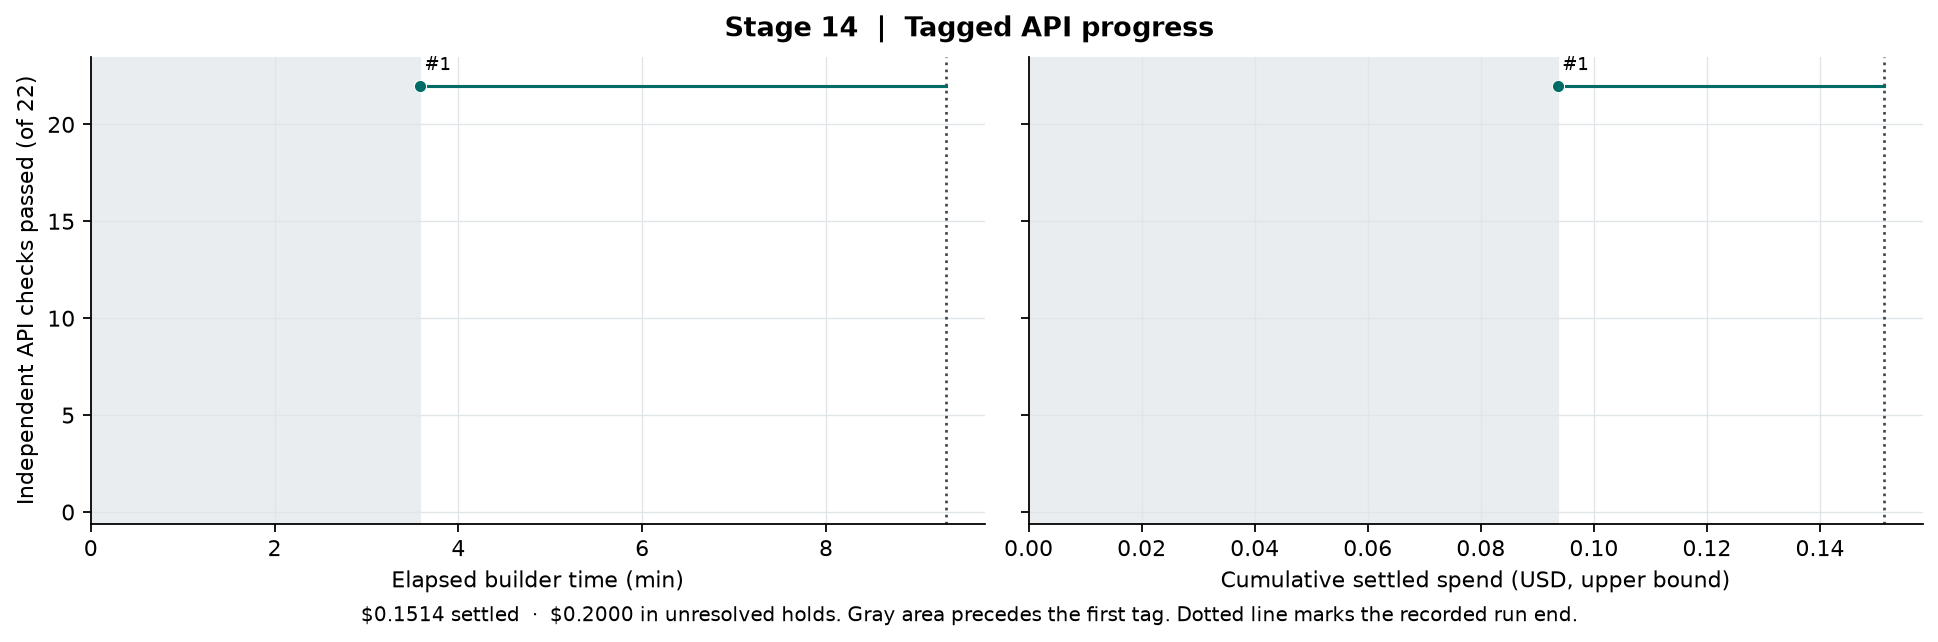 Stage 14 | Tagged API progress
Independent API checks passed (of 22)
20
15
10
5
0
#1
0 2 4 6 8
Elapsed builder time (min)
#1
0.00 0.02 0.04 0.06 0.08 0.10 0.12 0.14
Cumulative settled spend (USD, upper bound)
$0.1514 settled · $0.2000 in unresolved holds. Gray area precedes the first tag. Dotted line marks the recorded run end.